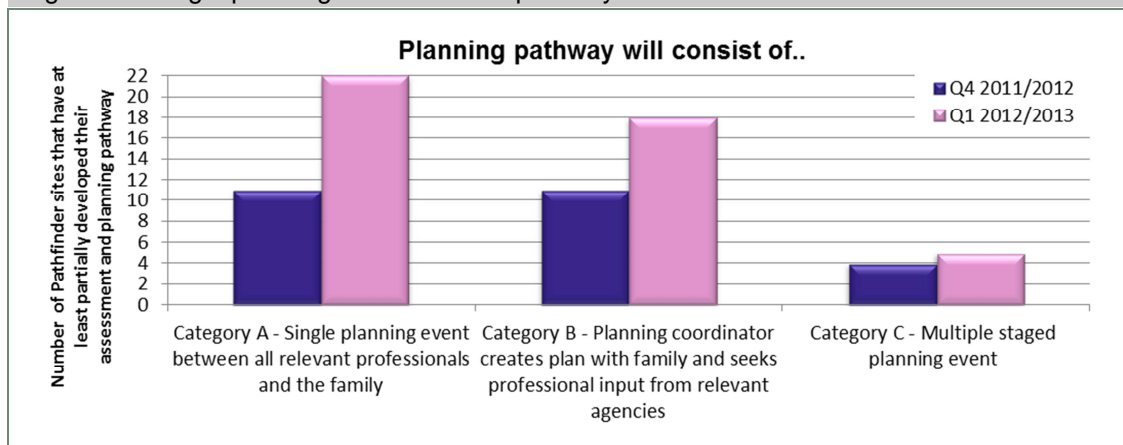 Planning pathway will consist of..
Number of Pathfinder sites that have at
least partially developed their
assessment and planning pathway
22
20
18
16
14
12
10
8
6
4
2
0
Q4 2011/2012
Q1 2012/2013
Category A - Single planning event
between all relevant professionals
and the family
Category B - Planning coordinator
creates plan with family and seeks
professional input from relevant
agencies
Category C - Multiple staged
planning event